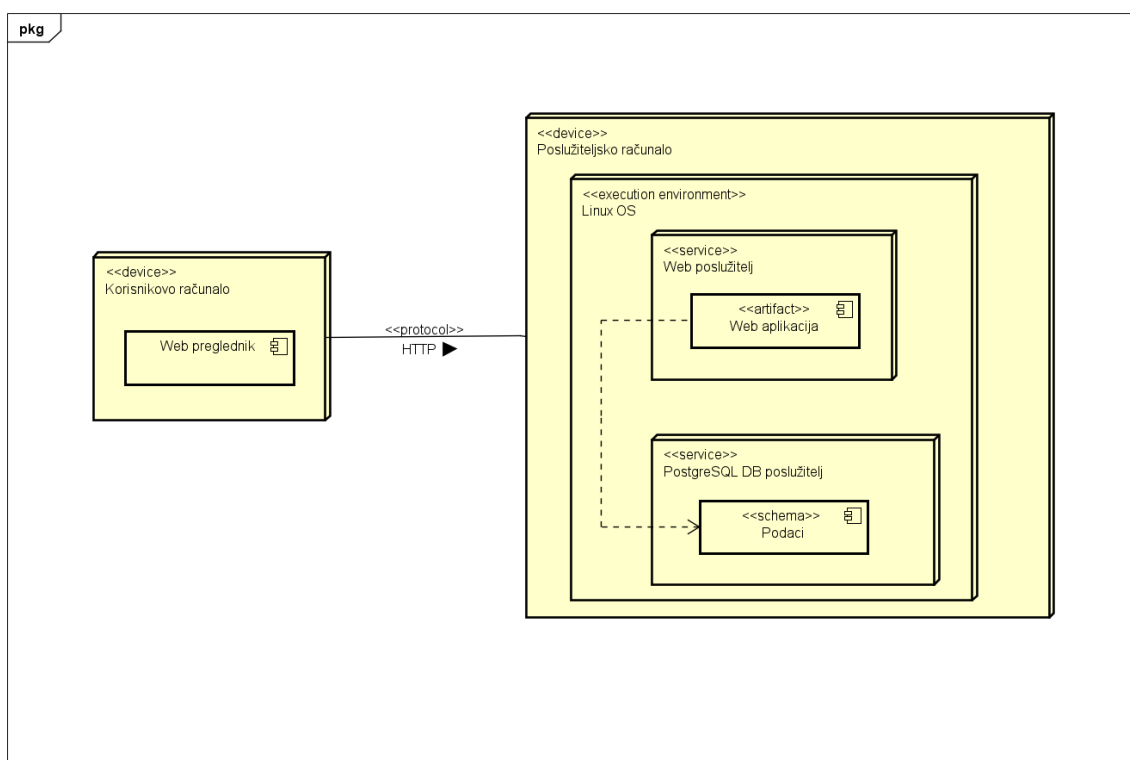 pkg
<<device>>
Korisnikovo računalo
Web preglednik
<<protocol>>
HTTP
<<device>>
Poslužiteljsko računalo
<<execution environment>>
Linux OS
<<service>>
Web poslužitelj
<<artifact>>
Web aplikacija
<<service>>
PostgreSQL DB poslužitelj
<<schema>>
Podaci